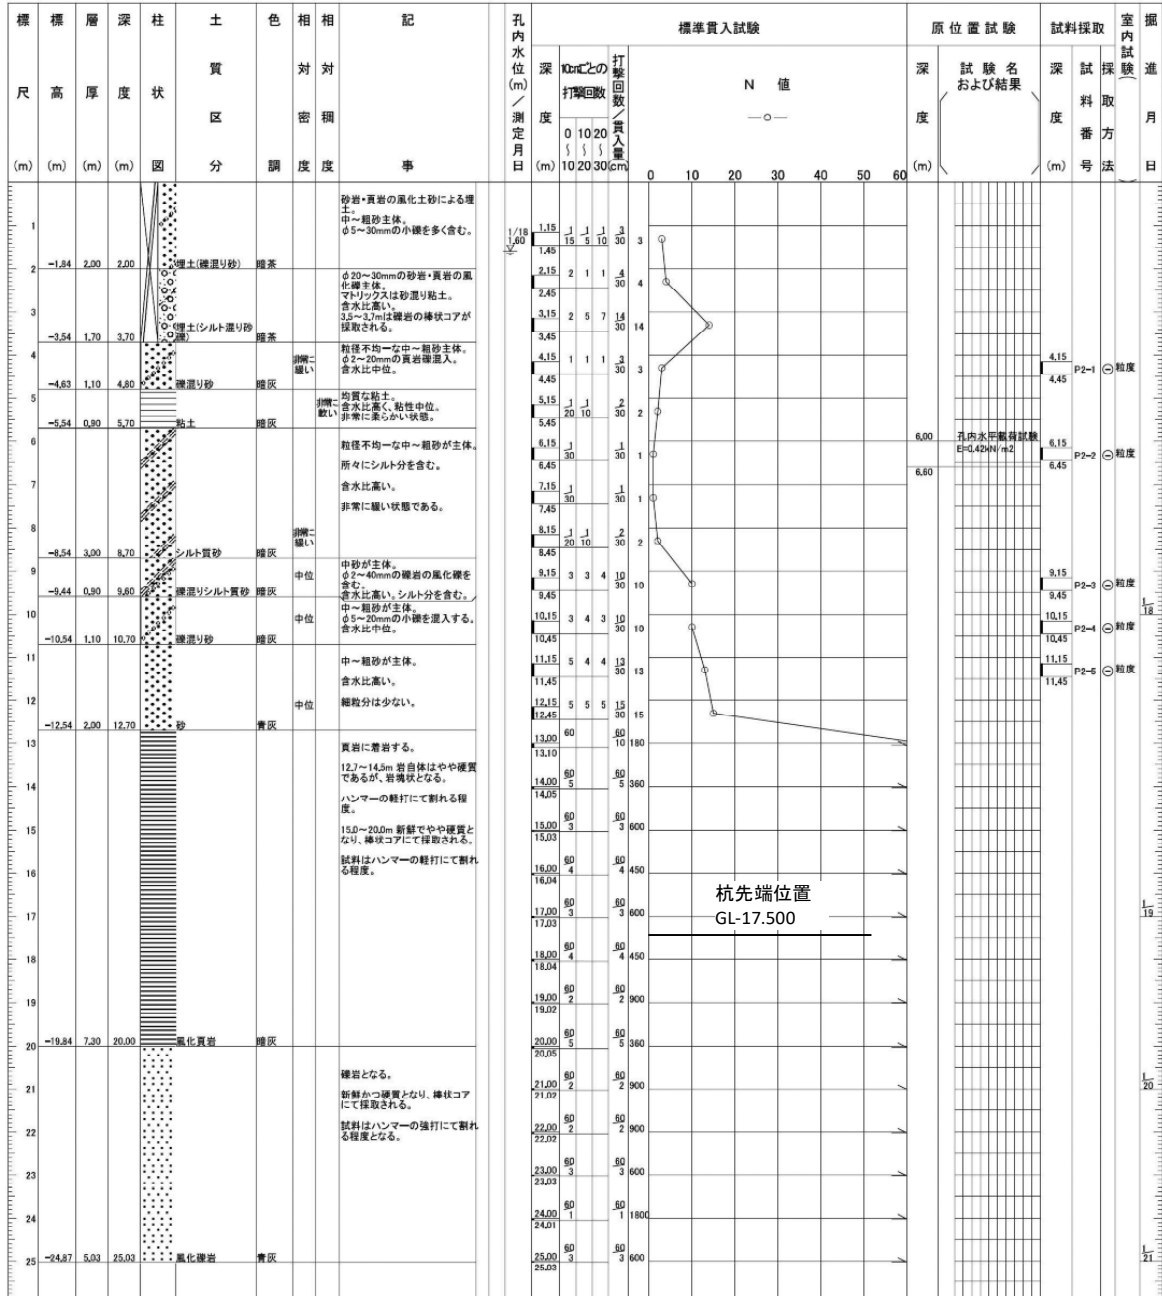 標尺(m)
標高(m)
層厚(m)
深度(m)
柱状図
土質区分
色調
相対密度
相対稠度
記事
孔内水位(m)/測定月日
標準貫入試験
深度(m)
10cmごとの打撃回数
0~10
10~20
20~30
打撃回数/貫入量(cm)
N 値
0 10 20 30 40 50 60
原位置試験
深度(m)
試験名および結果
試料採取
深度(m)
試料番号
採取方法
室内試験
掘進月日
1
2 -1.84 2.00 2.00 埋土(礫混り砂) 暗茶
砂岩・頁岩の風化土砂による埋土。
中~粗砂主体。
φ5~30mmの小礫を多く含む。
3
-3.54 1.70 3.70 埋土(シルト混り砂礫) 暗茶
φ20~30mmの砂岩・頁岩の風化礫主体。
マトリックスは砂混り粘土。
含水比高い。
3.5~3.7mは礫岩の棒状コアが採取される。
4
-4.63 1.10 4.80 礫混り砂 暗灰 非常に緩い
粒径不均一な中~粗砂主体。
φ2~20mmの頁岩礫混入。
含水比中位。
5
-5.54 0.90 5.70 粘土 暗灰 非常に軟い
均質な粘土。
含水比高く、粘性中位。
非常に柔らかい状態。
6
7
8
-8.54 3.00 8.70 シルト質砂 暗灰 非常に緩い
粒径不均一な中~粗砂が主体。
所々にシルト分を含む。
含水比高い。
非常に緩い状態である。
9
-9.44 0.90 9.60 礫混りシルト質砂 暗灰 中位
中砂が主体。
φ2~40mmの礫岩の風化礫を含む。
含水比高い。シルト分を含む。
10
-10.54 1.10 10.70 礫混り砂 暗灰 中位
中~粗砂が主体。
φ5~20mmの小礫を混入する。
含水比中位。
11
12
-12.54 2.00 12.70 砂 青灰 中位
中~粗砂が主体。
含水比高い。
細粒分は少ない。
13
14
15
16
17
18
19
20 -19.84 7.30 20.00 風化頁岩 暗灰
頁岩に着岩する。
12.7~14.5m 岩自体はやや硬質であるが、岩塊状となる。
ハンマーの軽打にて割れる程度。
15.0~20.0m 新鮮でやや硬質となり、棒状コアにて採取される。
試料はハンマーの軽打にて割れる程度。
21
22
23
24
25 -24.87 5.03 25.03 風化礫岩 青灰
礫岩となる。
新鮮かつ硬質となり、棒状コアにて採取される。
試料はハンマーの強打にて割れる程度となる。
1/18
1.60
1.15 1.45 1/15 1/5 1/10 3/30 3
2.15 2.45 2 1 1 4/30 4
3.15 3.45 2 5 7 14/30 14
4.15 4.45 1 1 1 3/30 3
5.15 5.45 1/20 1/10 2/30 2
6.15 6.45 1/30 1/30 1
7.15 7.45 1/30 1/30 1
8.15 8.45 1/20 1/10 2/30 2
9.15 9.45 3 3 4 10/30 10
10.15 10.45 3 4 3 10/30 10
11.15 11.45 5 4 4 13/30 13
12.15 12.45 5 5 5 15/30 15
13.00 13.10 60 60/10 180
14.00 14.05 60/5 60/5 360
15.00 15.03 60/3 60/3 600
16.00 16.04 60/4 60/4 450
17.00 17.03 60/3 60/3 600
18.00 18.04 60/4 60/4 450
19.00 19.02 60/2 60/2 900
20.00 20.05 60/5 60/5 360
21.00 21.02 60/2 60/2 900
22.00 22.02 60/2 60/2 900
23.00 23.03 60/3 60/3 600
24.00 24.01 60/1 60/1 1800
25.00 25.03 60/3 60/3 600
杭先端位置
GL-17.500
6.00
6.60
孔内水平載荷試験
E=0.42kN/m2
4.15 4.45 P2-1 粒度
6.15 6.45 P2-2 粒度
9.15 9.45 P2-3 粒度
10.15 10.45 P2-4 粒度
11.15 11.45 P2-5 粒度
1/18
1/19
1/20
1/21